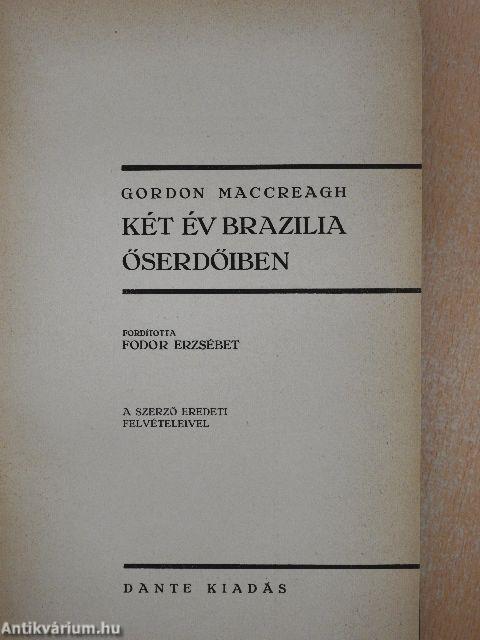 GORDON MACCREAGH
KÉT ÉV BRAZILIA
ŐSERDŐIBEN
FORDÍTOTTA
FODOR ERZSÉBET
A SZERZŐ EREDETI
FELVÉTELEIVEL
DANTE KIADÁS
Antikvárium.hu